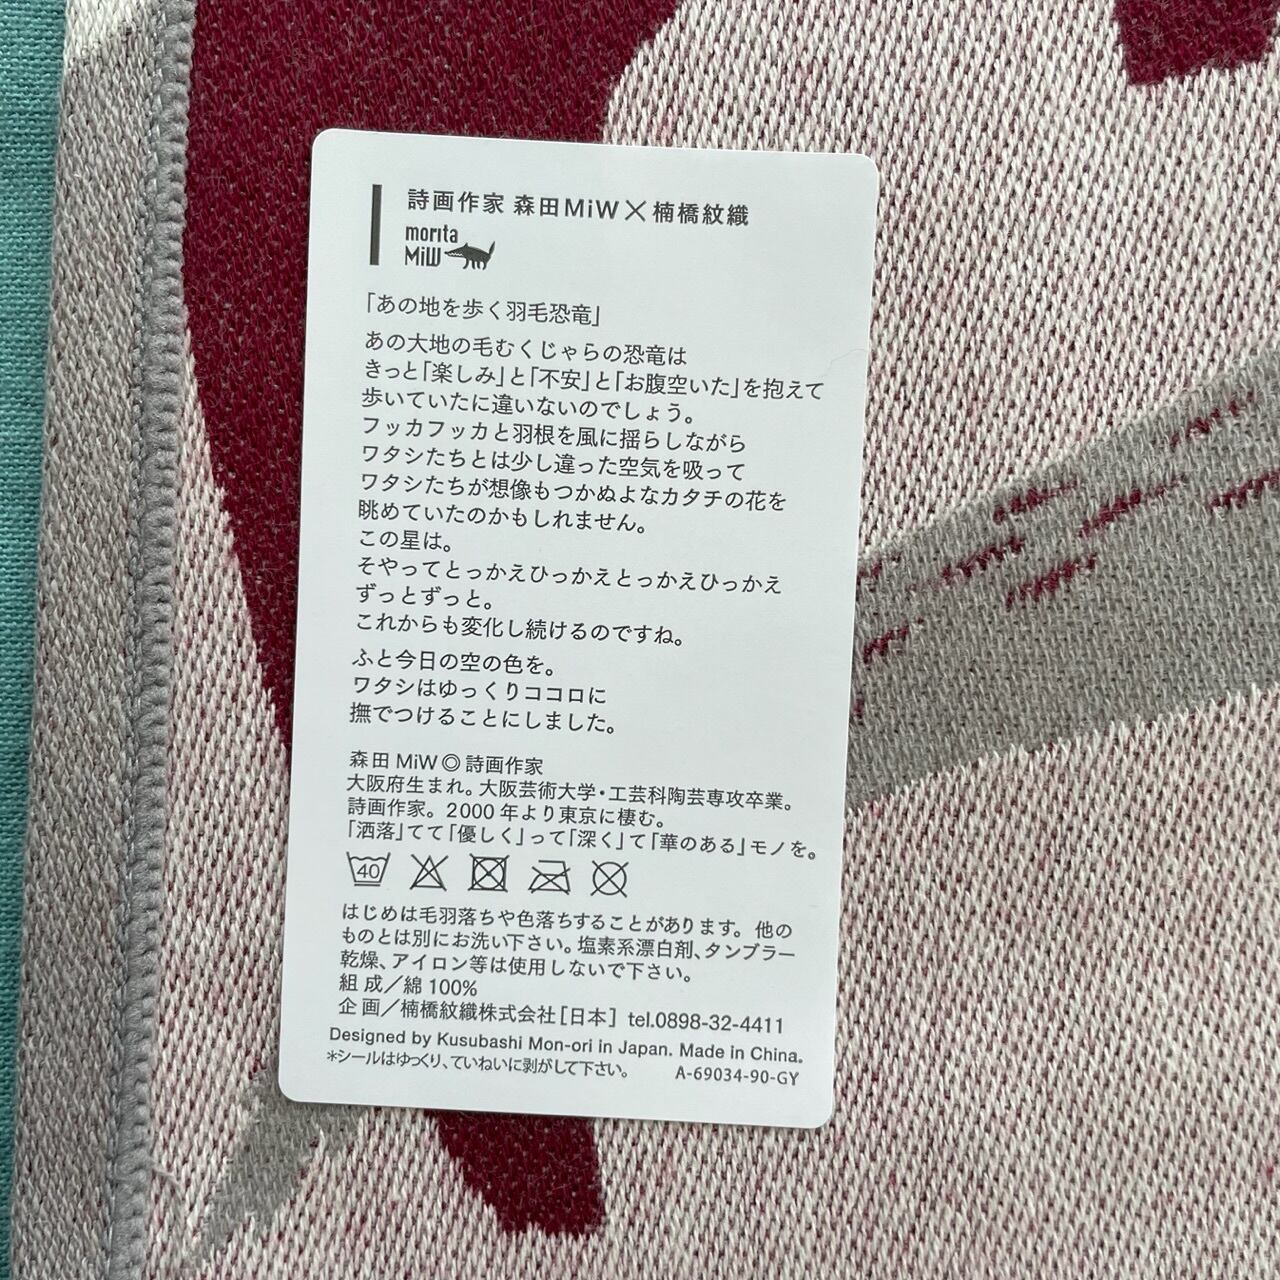 詩画作家 森田MiW×楠橋紋織
morita
MiW
「あの地を歩く羽毛恐竜」
あの大地の毛むくじゃらの恐竜は
きっと「楽しみ」と「不安」と「お腹空いた」を抱えて
歩いていたに違いないのでしょう。
フッカフッカと羽根を風に揺らしながら
ワタシたちとは少し違った空気を吸って
ワタシたちが想像もつかぬよなカタチの花を
眺めていたのかもしれません。
この星は。
そやってとっかえひっかえとっかえひっかえ
ずっとずっと。
これからも変化し続けるのですね。
ふと今日の空の色を。
ワタシはゆっくりココロに
撫でつけることにしました。
森田 MiW ◎ 詩画作家
大阪府生まれ。大阪芸術大学・工芸科陶芸専攻卒業。
詩画作家。2000 年より東京に棲む。
「洒落」てて「優しく」って「深く」て「華のある」モノを。
40
はじめは毛羽落ちや色落ちすることがあります。他の
ものとは別にお洗い下さい。塩素系漂白剤、タンブラー
乾燥、アイロン等は使用しないで下さい。
組 成／綿 100%
企 画／楠橋紋織株式会社［日本］ tel.0898-32-4411
Designed by Kusubashi Mon-ori in Japan. Made in China.
*シールはゆっくり、ていねいに剥がして下さい。 A-69034-90-GY